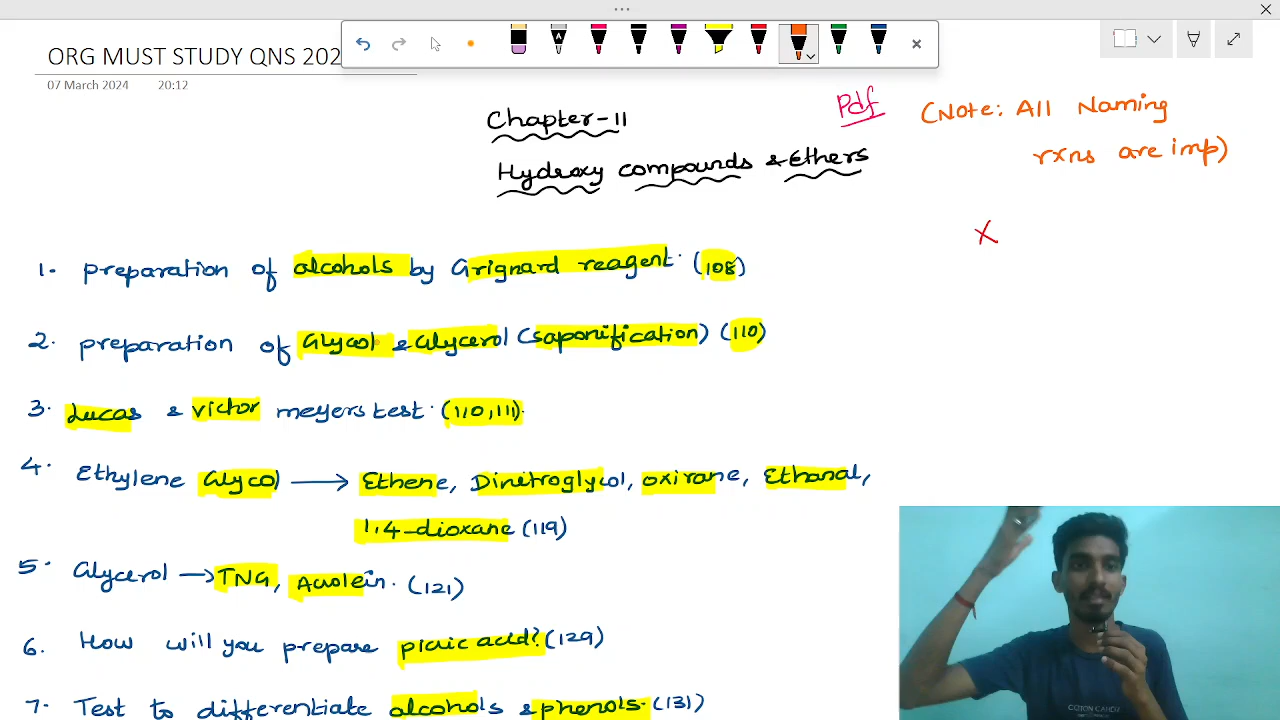 ORG MUST STUDY QNS 202
07 March 2024 20:12
Chapter-11
Hydroxy compounds & Ethers
Pdf
(Note: All Naming
rxns are imp)
X
1. preparation of alcohols by Grignard reagent. (108)
2. preparation of Glycol & Glycerol (saponification) (110)
3. Lucas & victor meyers test. (110,111).
4. Ethylene Glycol → Ethene, Dinitroglycol, oxirane, Ethanal,
1,4-dioxane (119)
5. Glycerol → TNG, Acrolein. (121)
6. How will you prepare picric acid? (129)
7. Test to differentiate alcohols & phenols. (131)
COTTON CANDY